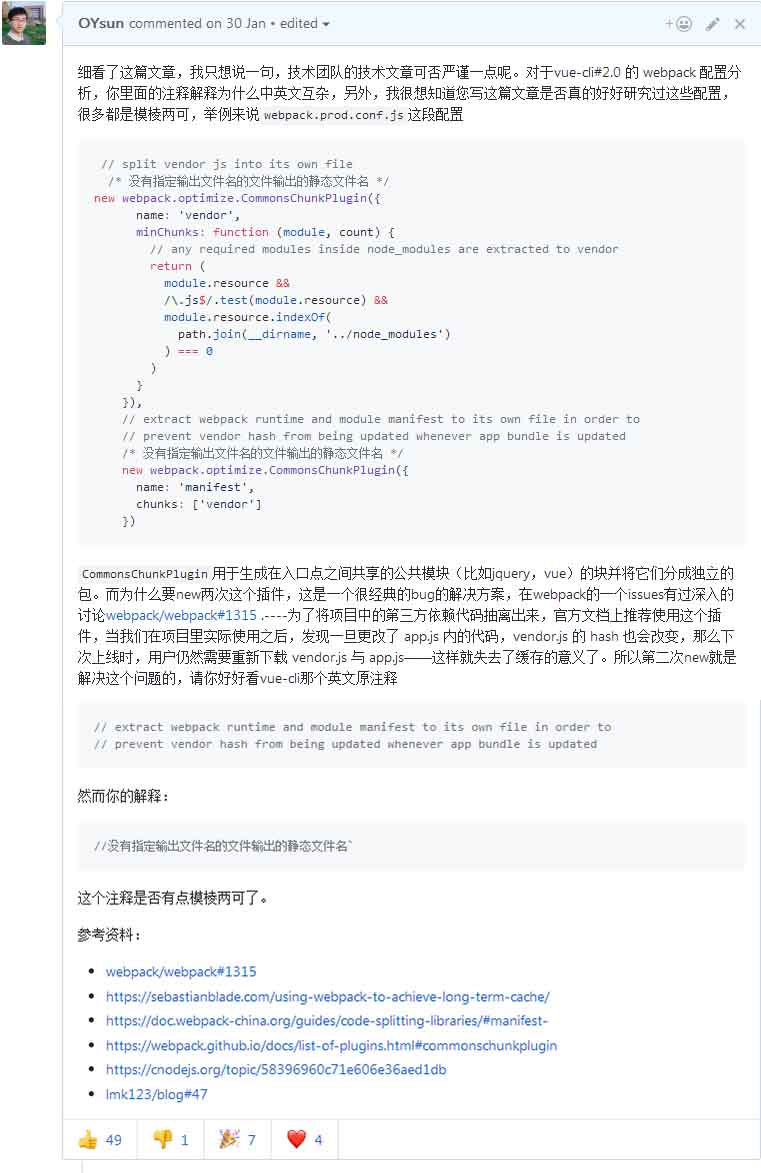 OYsun commented on 30 Jan • edited
细看了这篇文章，我只想说一句，技术团队的技术文章可否严谨一点呢。对于vue-cli#2.0 的 webpack 配置分
析，你里面的注释解释为什么中英文互杂，另外，我很想知道您写这篇文章是否真的好好研究过这些配置，
很多都是模棱两可，举例来说 webpack.prod.conf.js 这段配置
// split vendor js into its own file
/* 没有指定输出文件名的文件输出的静态文件名 */
new webpack.optimize.CommonsChunkPlugin({
name: 'vendor',
minChunks: function (module, count) {
// any required modules inside node_modules are extracted to vendor
return (
module.resource &&
/\.js$/.test(module.resource) &&
module.resource.indexOf(
path.join(__dirname, '../node_modules')
) === 0
)
}
}),
// extract webpack runtime and module manifest to its own file in order to
// prevent vendor hash from being updated whenever app bundle is updated
/* 没有指定输出文件名的文件输出的静态文件名 */
new webpack.optimize.CommonsChunkPlugin({
name: 'manifest',
chunks: ['vendor']
})
CommonsChunkPlugin 用于生成在入口点之间共享的公共模块（比如jquery，vue）的块并将它们分成独立的
包。而为什么要new两次这个插件，这是一个很经典的bug的解决方案，在webpack的一个issues有过深入的
讨论webpack/webpack#1315 .----为了将项目中的第三方依赖代码抽离出来，官方文档上推荐使用这个插
件，当我们在项目里实际使用之后，发现一旦更改了 app.js 内的代码，vendor.js 的 hash 也会改变，那么下
次上线时，用户仍然需要重新下载 vendor.js 与 app.js——这样就失去了缓存的意义了。所以第二次new就是
解决这个问题的，请你好好看vue-cli那个英文原注释
// extract webpack runtime and module manifest to its own file in order to
// prevent vendor hash from being updated whenever app bundle is updated
然而你的解释：
//没有指定输出文件名的文件输出的静态文件名`
这个注释是否有点模棱两可了。
参考资料：
webpack/webpack#1315
https://sebastianblade.com/using-webpack-to-achieve-long-term-cache/
https://doc.webpack-china.org/guides/code-splitting-libraries/#manifest-
https://webpack.github.io/docs/list-of-plugins.html#commonschunkplugin
https://cnodejs.org/topic/58396960c71e606e36aed1db
lmk123/blog#47
49 1 7 4